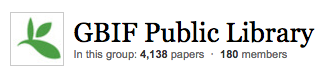 GBIF Public Library
In this group: 4,138 papers · 180 members